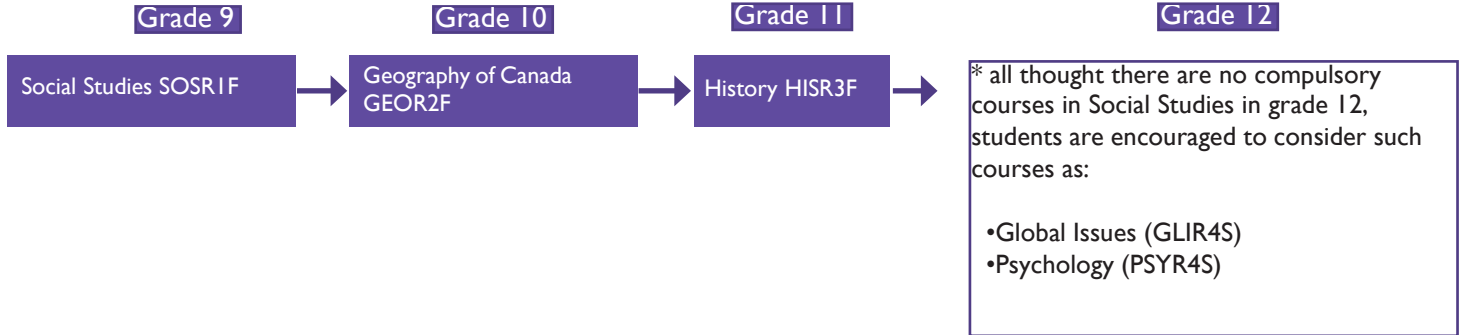 Grade 9
Grade 10
Grade 11
Grade 12
Social Studies SOSR1F
Geography of Canada
GEOR2F
History HISR3F
* all thought there are no compulsory
courses in Social Studies in grade 12,
students are encouraged to consider such
courses as:
•Global Issues (GLIR4S)
•Psychology (PSYR4S)